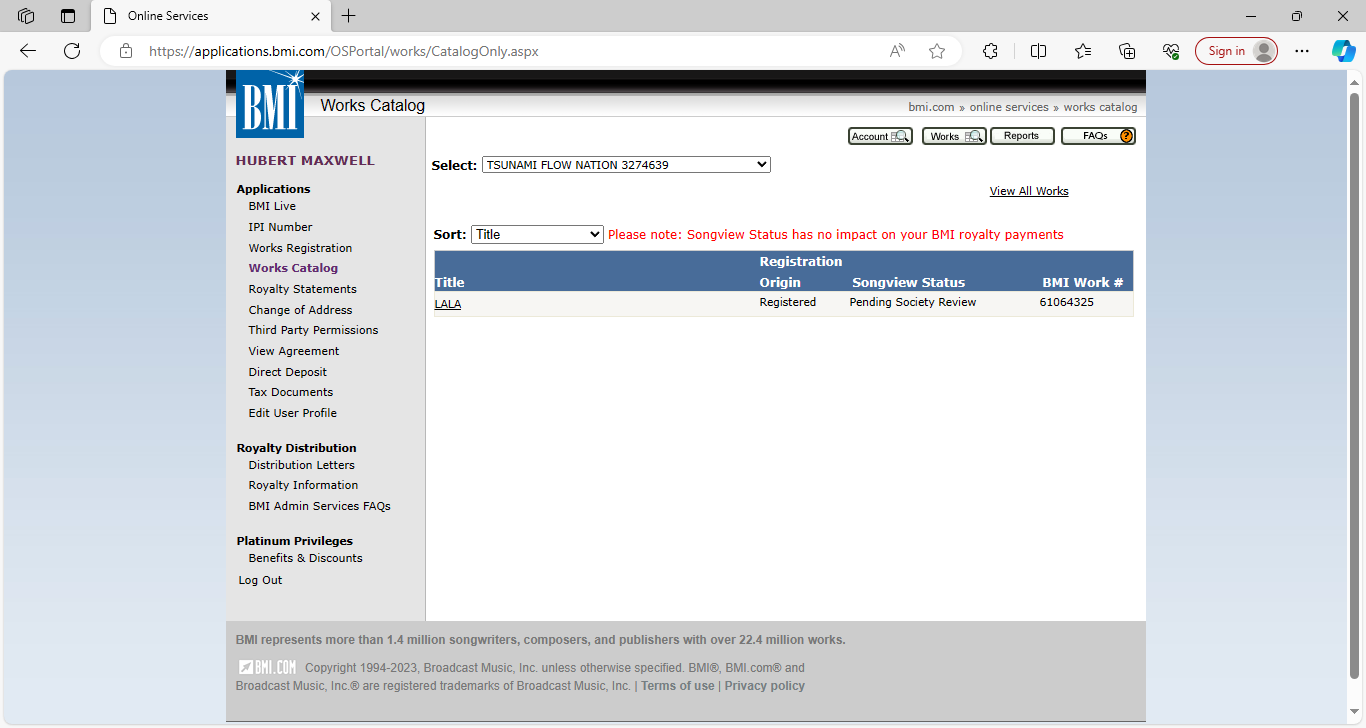 Online Services
https://applications.bmi.com/OSPortal/works/CatalogOnly.aspx
Sign in
BMI
Works Catalog
bmi.com » online services » works catalog
Account
Works
Reports
FAQs ?
HUBERT MAXWELL
Select: TSUNAMI FLOW NATION 3274639
View All Works
Applications
BMI Live
IPI Number
Works Registration
Works Catalog
Royalty Statements
Change of Address
Third Party Permissions
View Agreement
Direct Deposit
Tax Documents
Edit User Profile
Royalty Distribution
Distribution Letters
Royalty Information
BMI Admin Services FAQs
Platinum Privileges
Benefits & Discounts
Log Out
Sort: Title Please note: Songview Status has no impact on your BMI royalty payments
Registration
Title Origin Songview Status BMI Work #
LALA Registered Pending Society Review 61064325
BMI represents more than 1.4 million songwriters, composers, and publishers with over 22.4 million works.
BMI.COM Copyright 1994-2023, Broadcast Music, Inc. unless otherwise specified. BMI®, BMI.com® and
Broadcast Music, Inc.® are registered trademarks of Broadcast Music, Inc. | Terms of use | Privacy policy